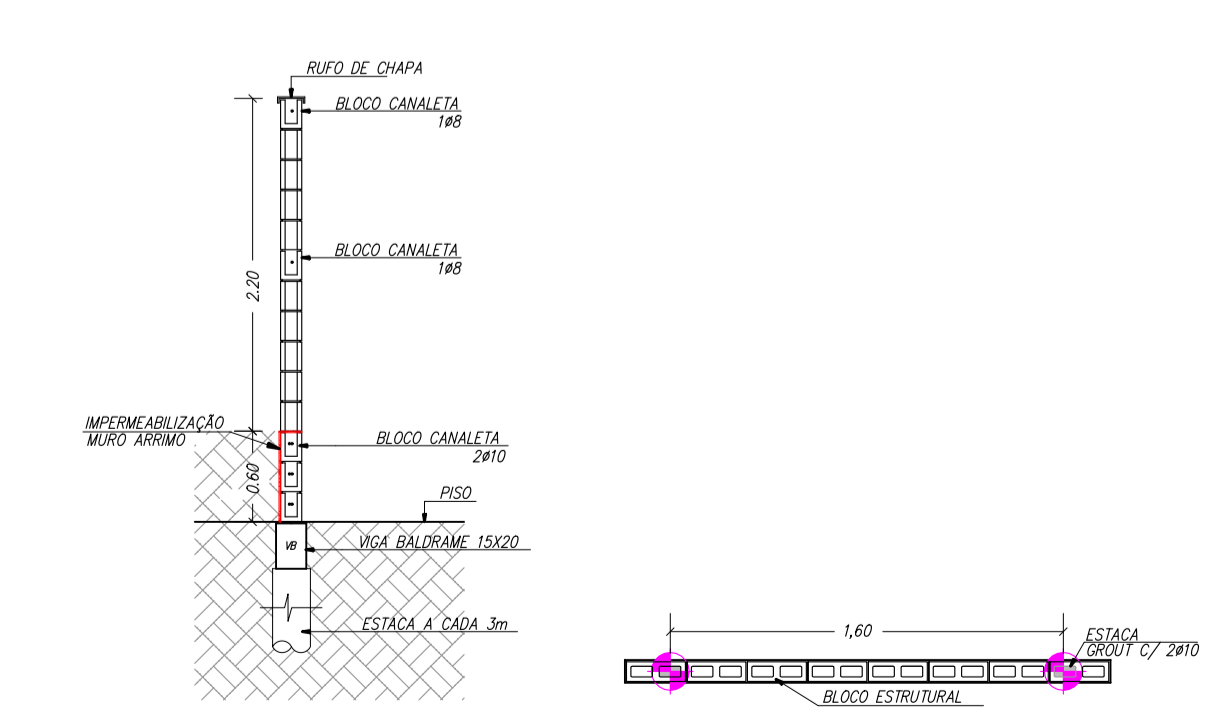 RUFO DE CHAPA
BLOCO CANALETA
1ø8
BLOCO CANALETA
1ø8
2.20
IMPERMEABILIZAÇÃO
MURO ARRIMO
BLOCO CANALETA
2ø10
0.60
PISO
VB
VIGA BALDRAME 15X20
ESTACA A CADA 3m
1,60
ESTACA
GROUT C/ 2ø10
BLOCO ESTRUTURAL